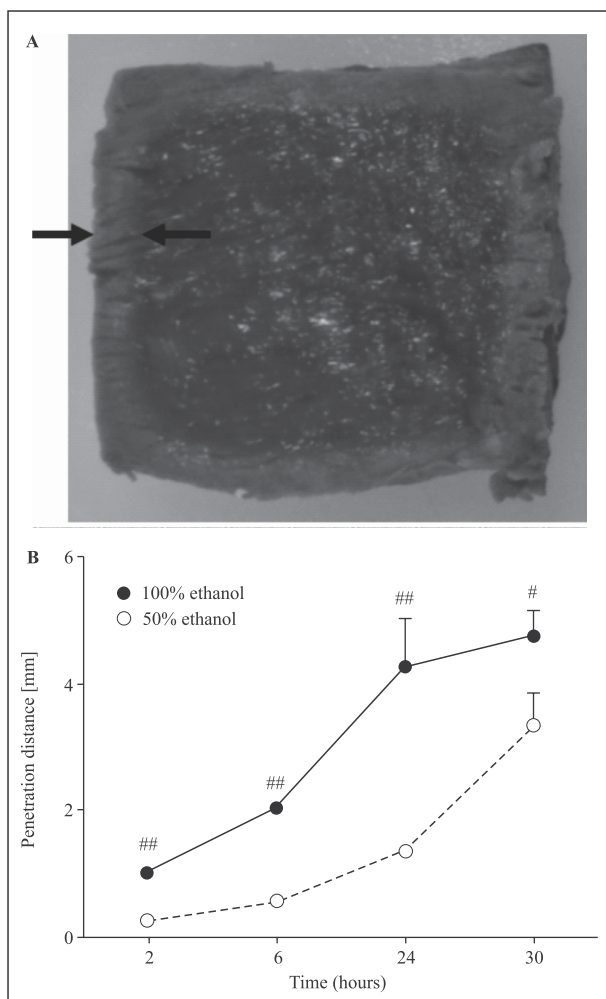 A
B
6
4
2
0
Penetration distance [mm]
100% ethanol
50% ethanol
##
##
##
#
2
6
24
30
Time (hours)